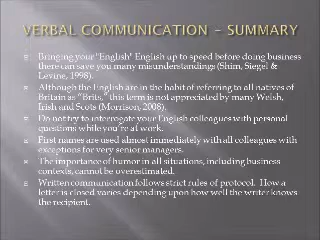 VERBAL COMMUNICATION - SUMMARY
Bringing your "English" English up to speed before doing business
there can save you many misunderstandings (Shim, Siegel &
Levine, 1998).
Although the English are in the habit of referring to all natives of
Britain as "Brits," this term is not appreciated by many Welsh,
Irish and Scots (Morrison, 2006).
Do not try to interrogate your English colleagues with personal
questions while you're at work.
First names are used almost immediately with all colleagues with
exceptions for very senior managers.
The importance of humor in all situations, including business
contexts, cannot be overestimated.
Written communication follows strict rules of protocol. How a
letter is closed varies depending upon how well the writer knows
the recipient.